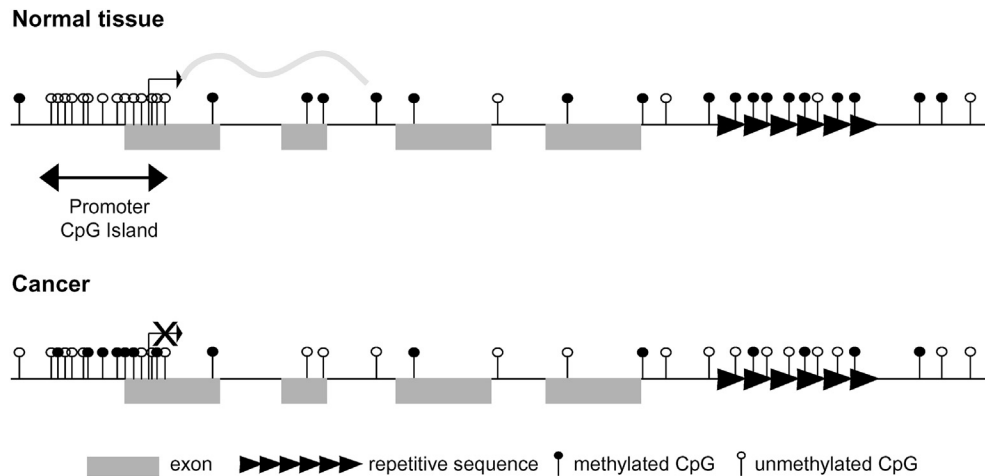 Normal tissue
Promoter
CpG Island
Cancer
X
exon repetitive sequence methylated CpG unmethylated CpG